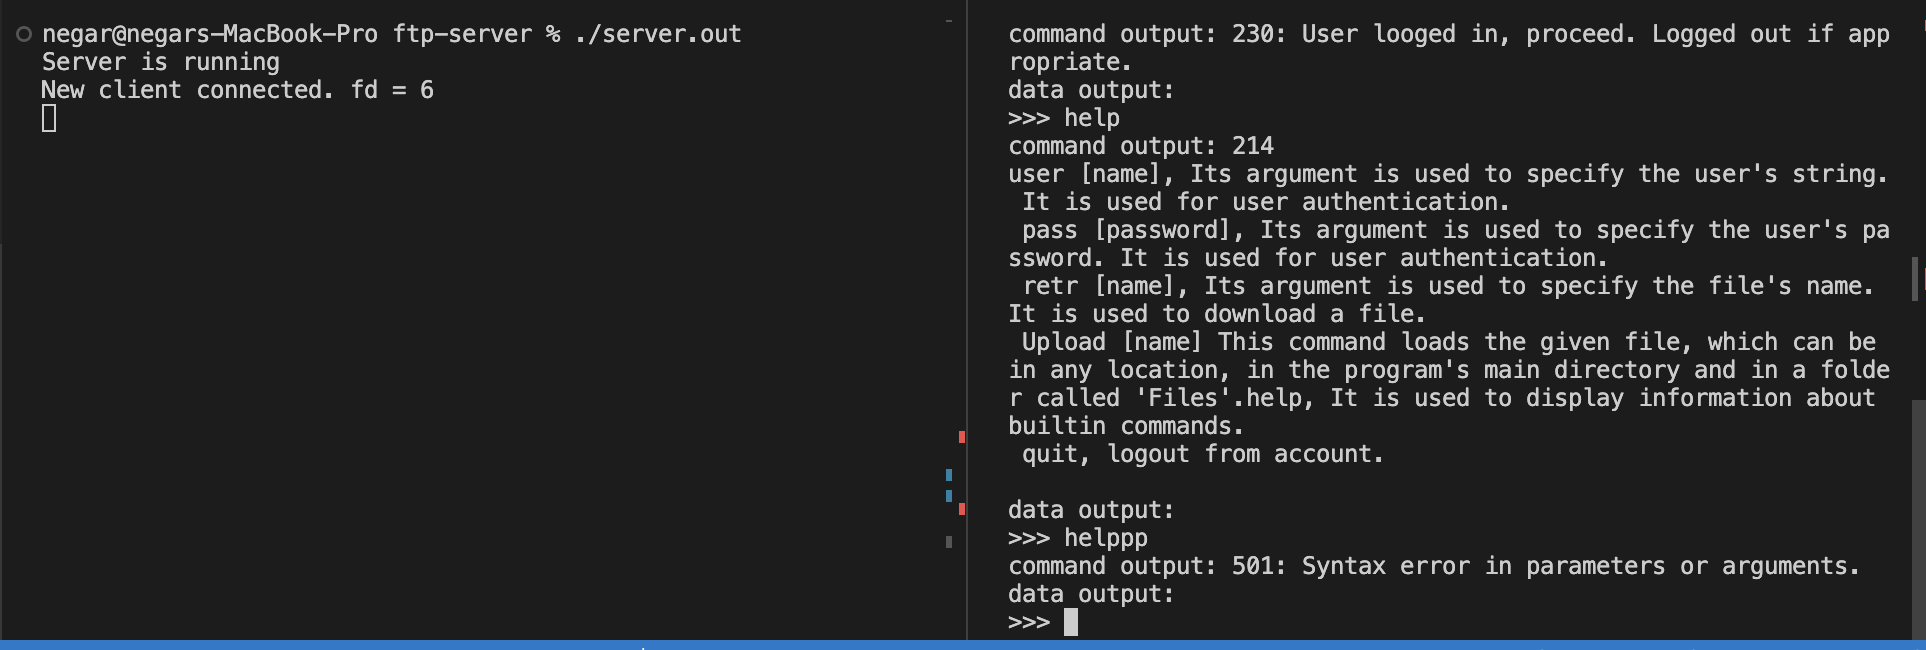 negar@negars-MacBook-Pro ftp-server % ./server.out
Server is running
New client connected. fd = 6
command output: 230: User looged in, proceed. Logged out if app
ropriate.
data output:
>>> help
command output: 214
user [name], Its argument is used to specify the user's string.
 It is used for user authentication.
 pass [password], Its argument is used to specify the user's pa
ssword. It is used for user authentication.
 retr [name], Its argument is used to specify the file's name.
It is used to download a file.
 Upload [name] This command loads the given file, which can be
in any location, in the program's main directory and in a folde
r called 'Files'.help, It is used to display information about
builtin commands.
 quit, logout from account.
data output:
>>> helppp
command output: 501: Syntax error in parameters or arguments.
data output:
>>>